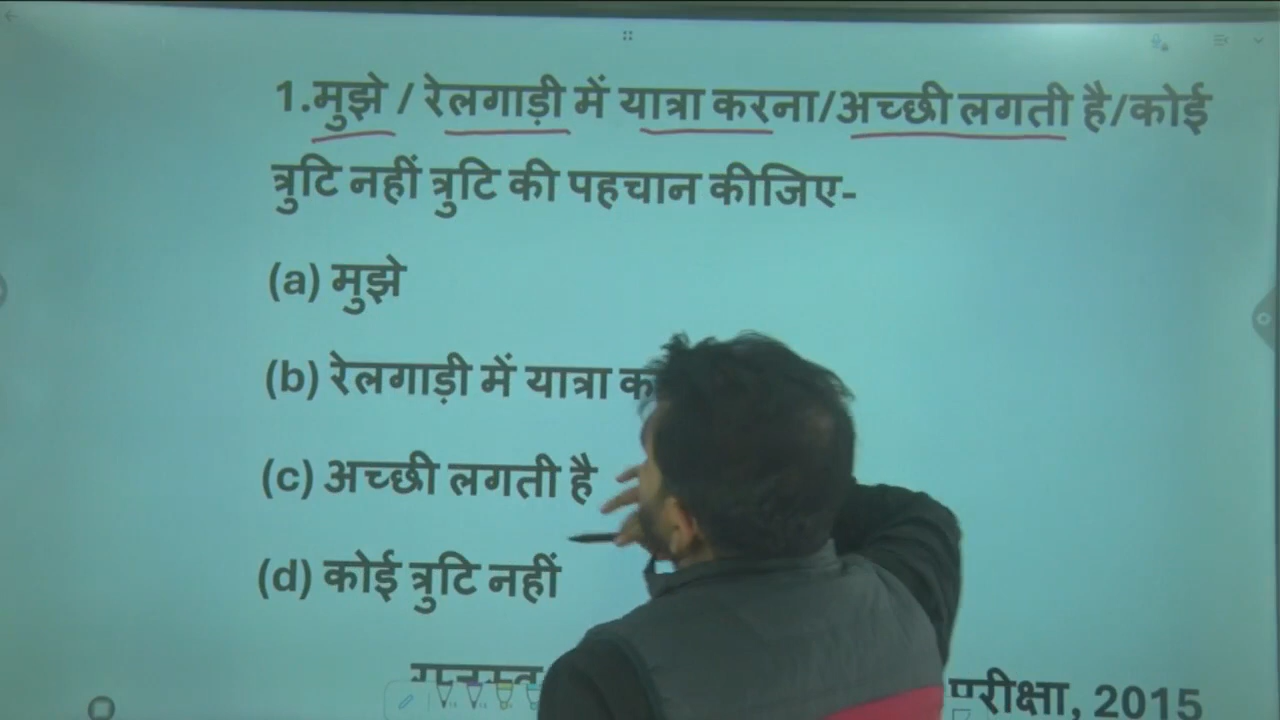 1.मुझे / रेलगाड़ी में यात्रा करना/अच्छी लगती है/कोई
त्रुटि नहीं त्रुटि की पहचान कीजिए-
(a) मुझे
(b) रेलगाड़ी में यात्रा
(c) अच्छी लगती है
(d) कोई त्रुटि नहीं
परीक्षा, 2015